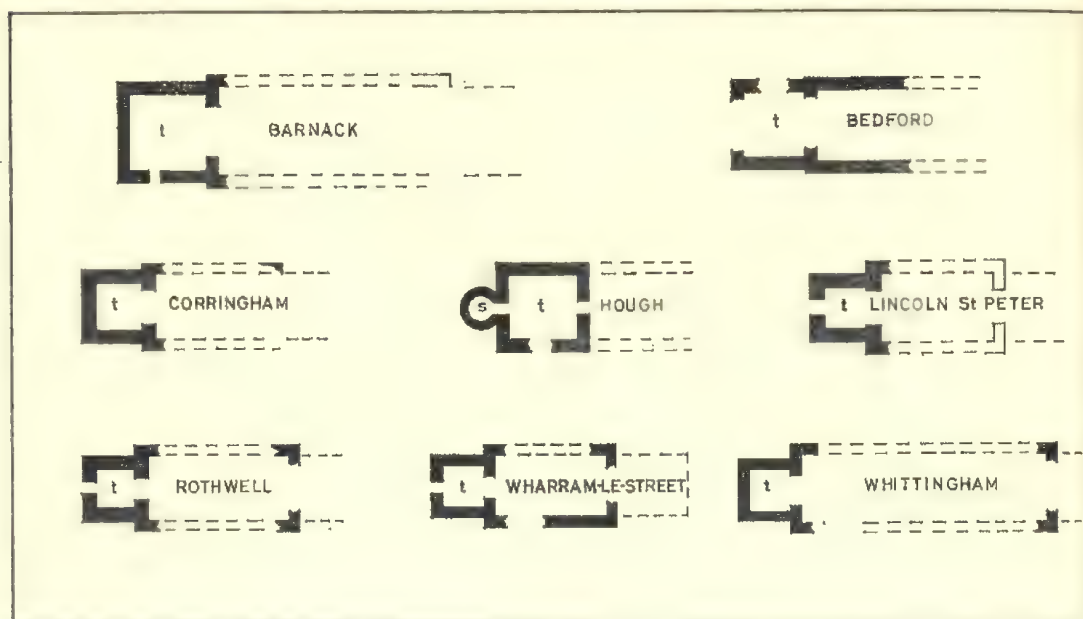 t BARNACK
t BEDFORD
t CORRINGHAM
s t HOUGH
t LINCOLN St PETER
t ROTHWELL
t WHARRAM-LE-STREET
t WHITTINGHAM